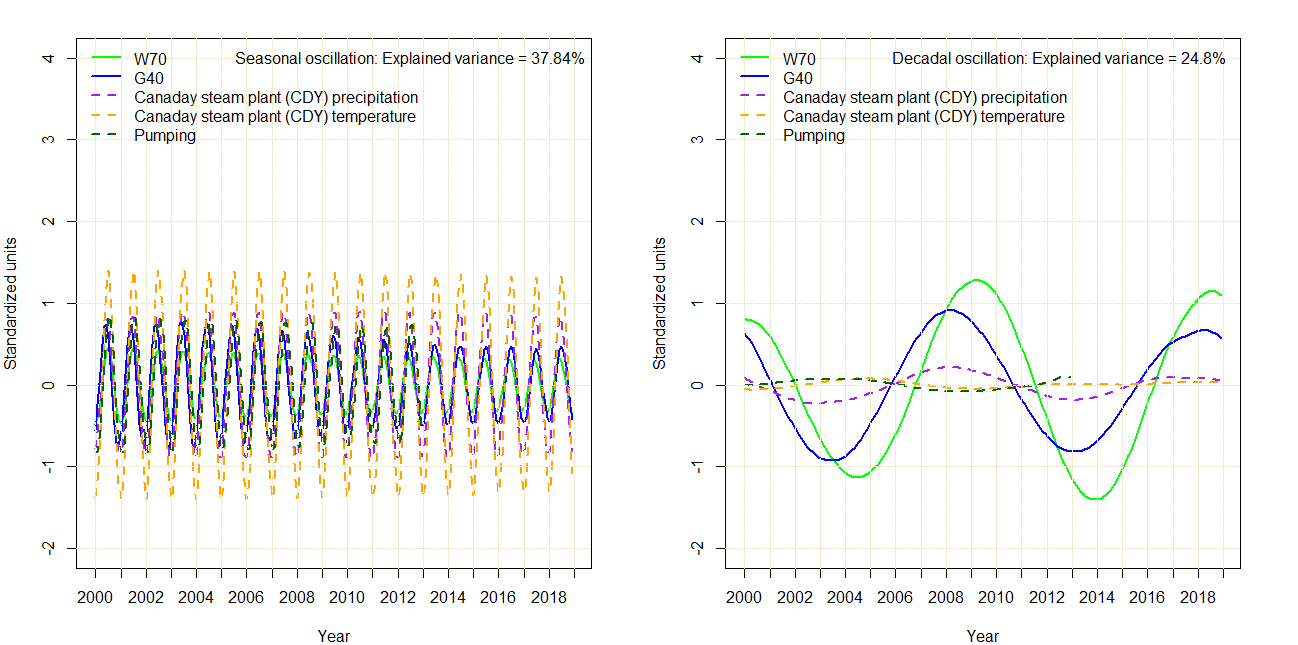 W70 Seasonal oscillation: Explained variance = 37.84%
G40
Canaday steam plant (CDY) precipitation
Canaday steam plant (CDY) temperature
Pumping
Standardized units
4
3
2
1
0
-1
-2
2000 2002 2004 2006 2008 2010 2012 2014 2016 2018
Year
W70 Decadal oscillation: Explained variance = 24.8%
G40
Canaday steam plant (CDY) precipitation
Canaday steam plant (CDY) temperature
Pumping
Standardized units
4
3
2
1
0
-1
-2
2000 2002 2004 2006 2008 2010 2012 2014 2016 2018
Year